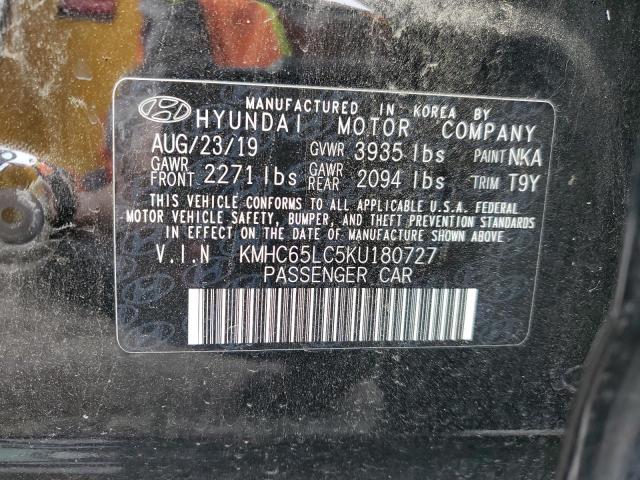 MANUFACTURED IN KOREA BY
HYUNDAI MOTOR COMPANY
AUG/23/19 GVWR 3935 lbs PAINT NKA
GAWR FRONT 2271 lbs GAWR REAR 2094 lbs TRIM T9Y
THIS VEHICLE CONFORMS TO ALL APPLICABLE U.S.A. FEDERAL
MOTOR VEHICLE SAFETY, BUMPER, AND THEFT PREVENTION STANDARDS
IN EFFECT ON THE DATE OF MANUFACTURE SHOWN ABOVE.
V.I.N KMHC65LC5KU180727
PASSENGER CAR